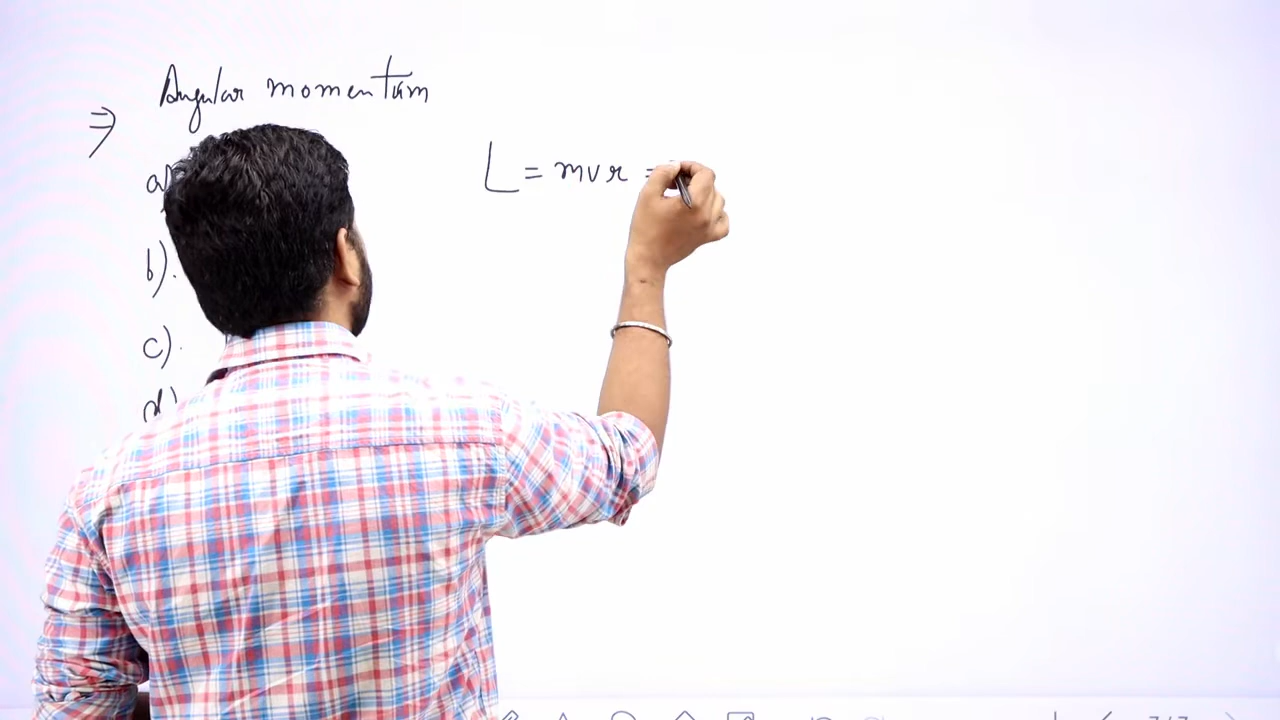 ⇒ Angular momentum
a)
L = mvr =
b).
c).
d)